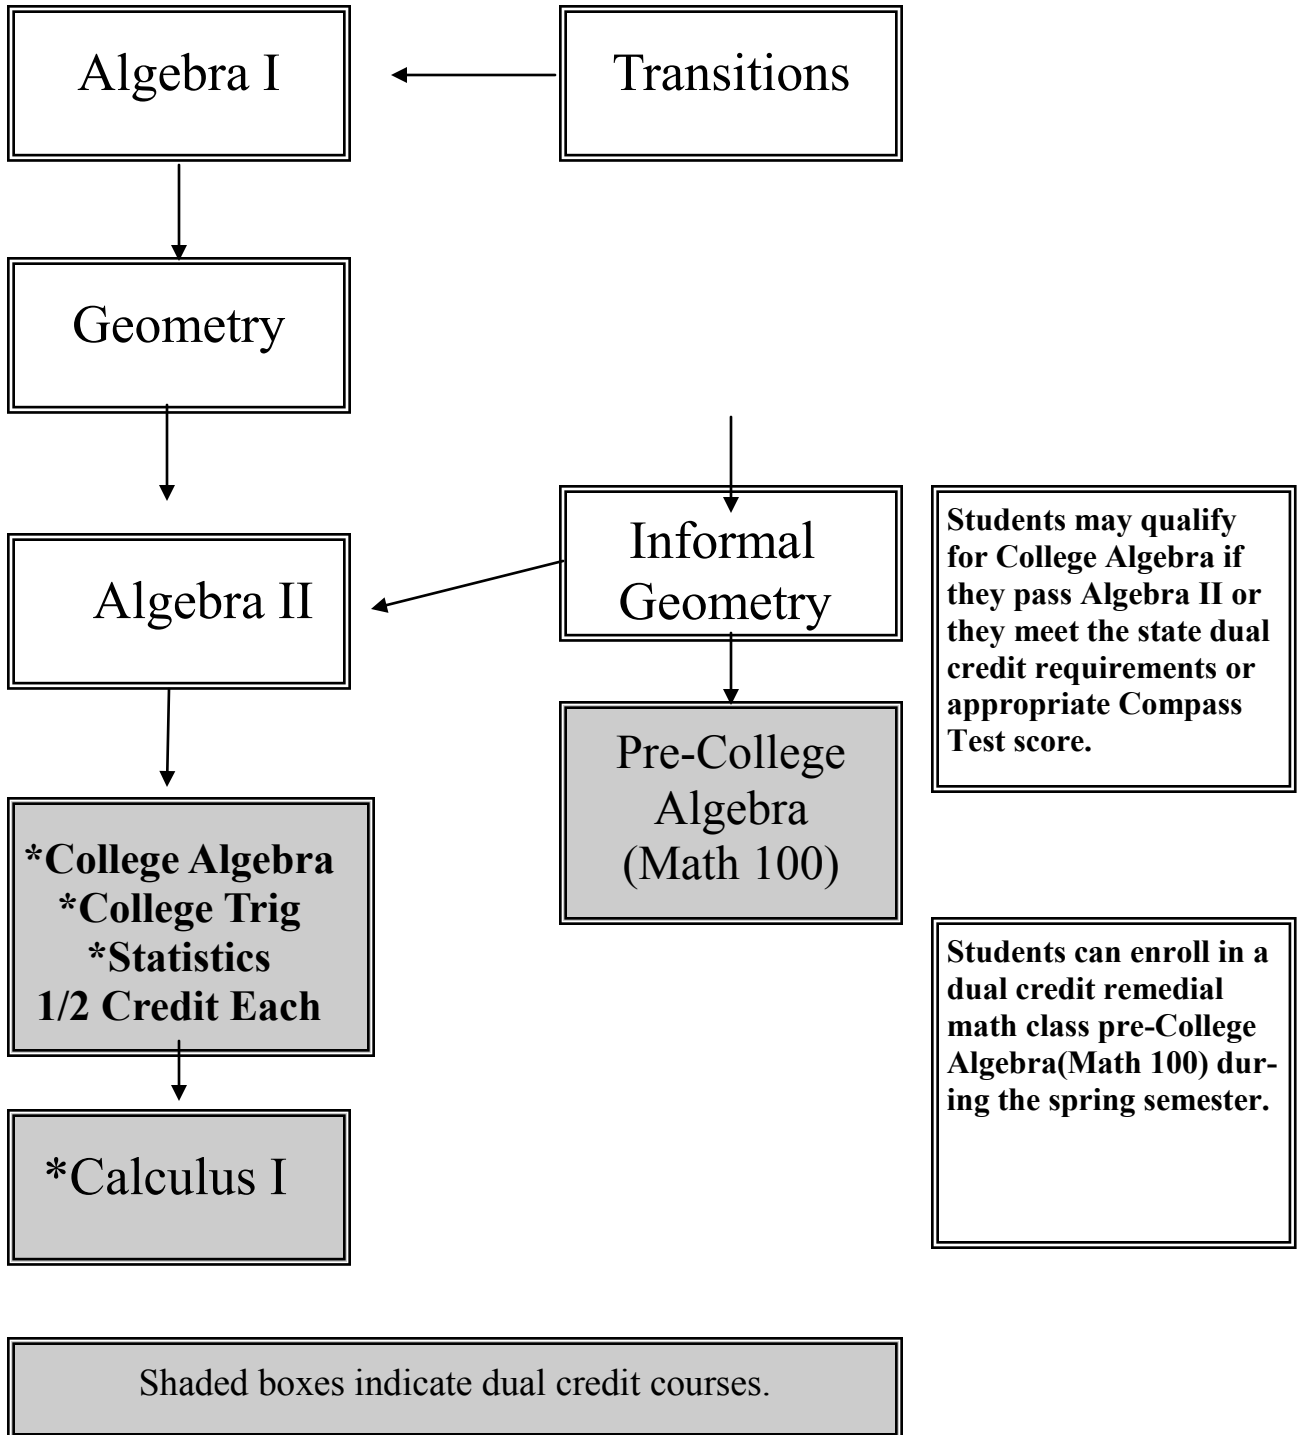 Algebra I
Transitions
Geometry
Informal
Geometry
Algebra II
Students may qualify
for College Algebra if
they pass Algebra II or
they meet the state dual
credit requirements or
appropriate Compass
Test score.
Pre-College
Algebra
(Math 100)
*College Algebra
*College Trig
*Statistics
1/2 Credit Each
Students can enroll in a
dual credit remedial
math class pre-College
Algebra(Math 100) dur-
ing the spring semester.
*Calculus I
Shaded boxes indicate dual credit courses.